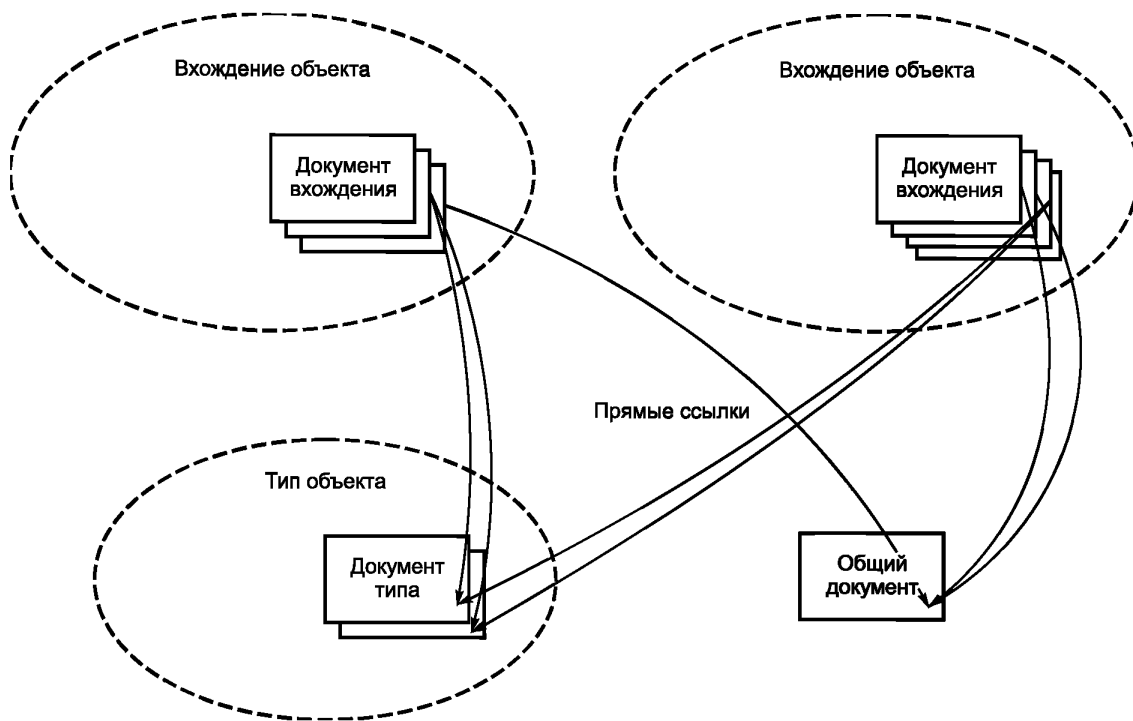 Вхождение объекта
Вхождение объекта
Документ
вхождения
Документ
вхождения
Прямые ссылки
Тип объекта
Документ
типа
Общий
документ